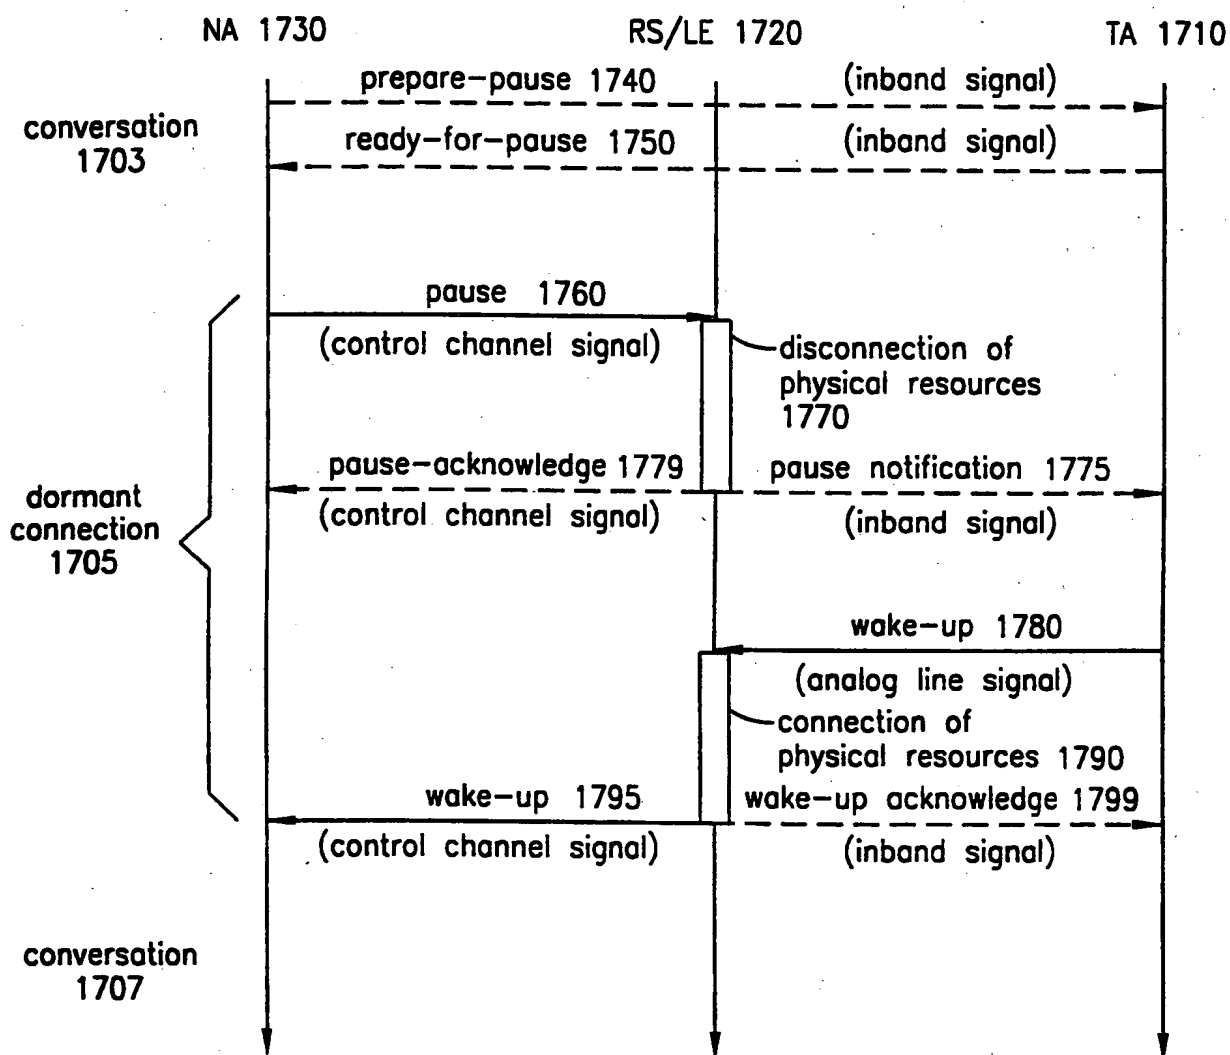 NA 1730
RS/LE 1720
TA 1710
prepare-pause 1740
(inband signal)
conversation
1703
ready-for-pause 1750
(inband signal)
pause 1760
(control channel signal)
disconnection of
physical resources
1770
pause-acknowledge 1779
pause notification 1775
(control channel signal)
(inband signal)
dormant
connection
1705
wake-up 1780
(analog line signal)
connection of
physical resources 1790
wake-up 1795
wake-up acknowledge 1799
(control channel signal)
(inband signal)
conversation
1707